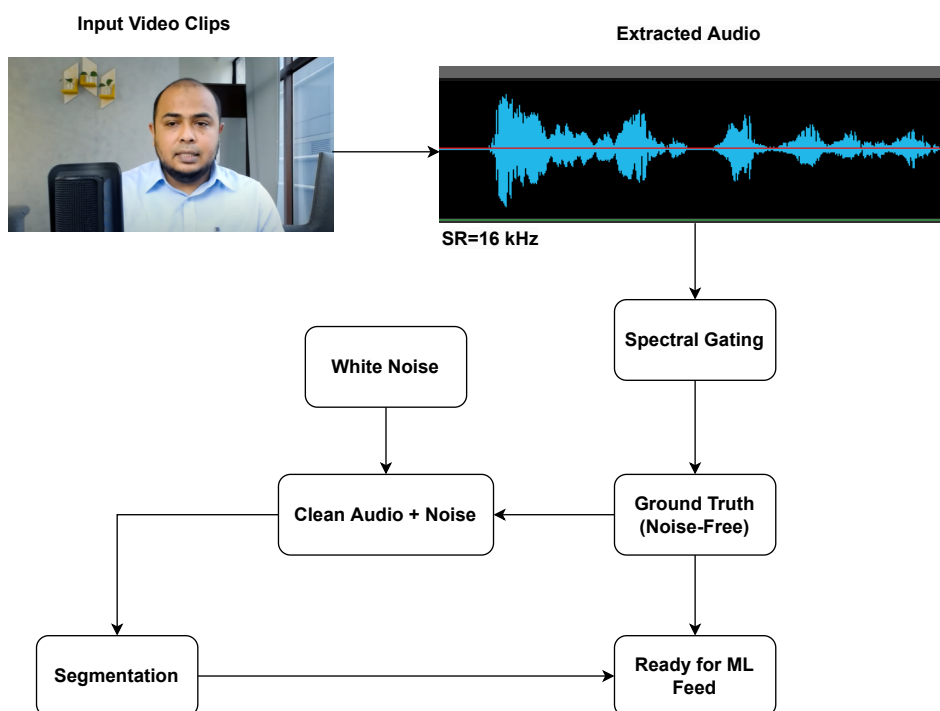 Input Video Clips
Extracted Audio
SR=16 kHz
Spectral Gating
White Noise
Clean Audio + Noise
Ground Truth
(Noise-Free)
Segmentation
Ready for ML
Feed